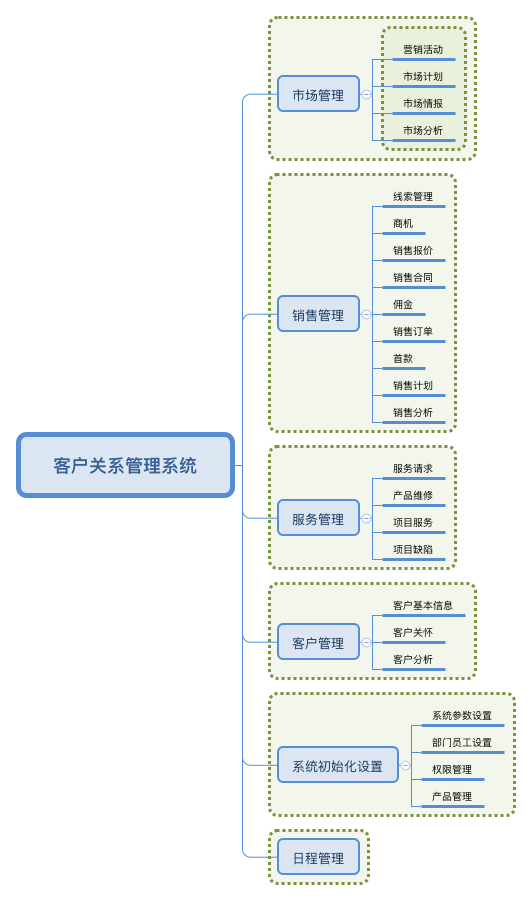 客户关系管理系统
市场管理
营销活动
市场计划
市场情报
市场分析
销售管理
线索管理
商机
销售报价
销售合同
佣金
销售订单
首款
销售计划
销售分析
服务管理
服务请求
产品维修
项目服务
项目缺陷
客户管理
客户基本信息
客户关怀
客户分析
系统初始化设置
系统参数设置
部门员工设置
权限管理
产品管理
日程管理